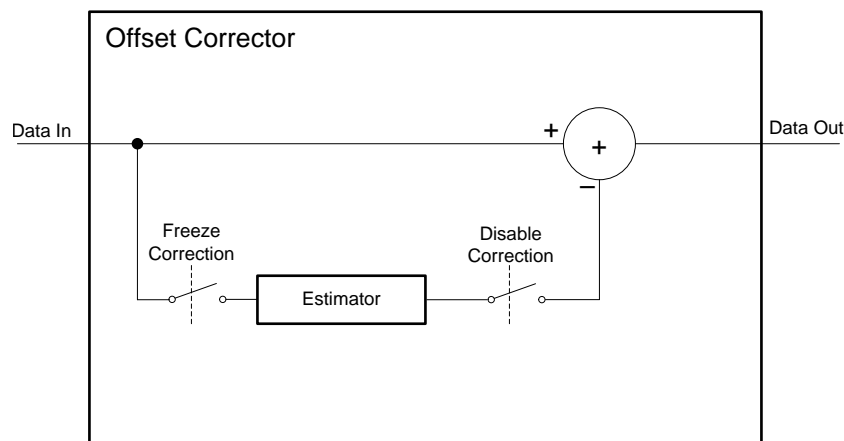 Offset Corrector
Data In
+
+
Data Out
−
Freeze
Correction
Disable
Correction
Estimator